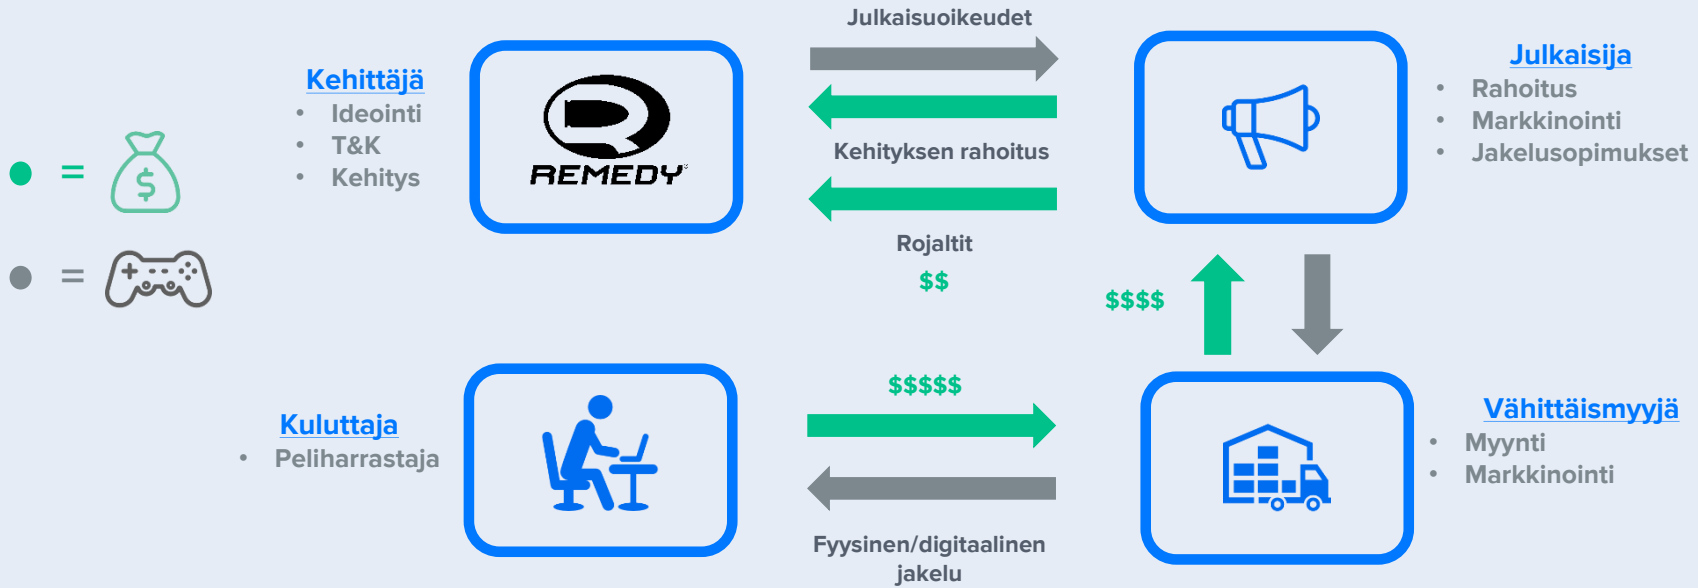 Julkaisuoikeudet
Kehittäjä
• Ideointi
• T&K
• Kehitys
REMEDY
Kehityksen rahoitus
Rojaltit
$$
Julkaisija
• Rahoitus
• Markkinointi
• Jakelusopimukset
= $
=
$$$$
Kuluttaja
• Peliharrastaja
$$$$$
Fyysinen/digitaalinen
jakelu
Vähittäismyyjä
• Myynti
• Markkinointi